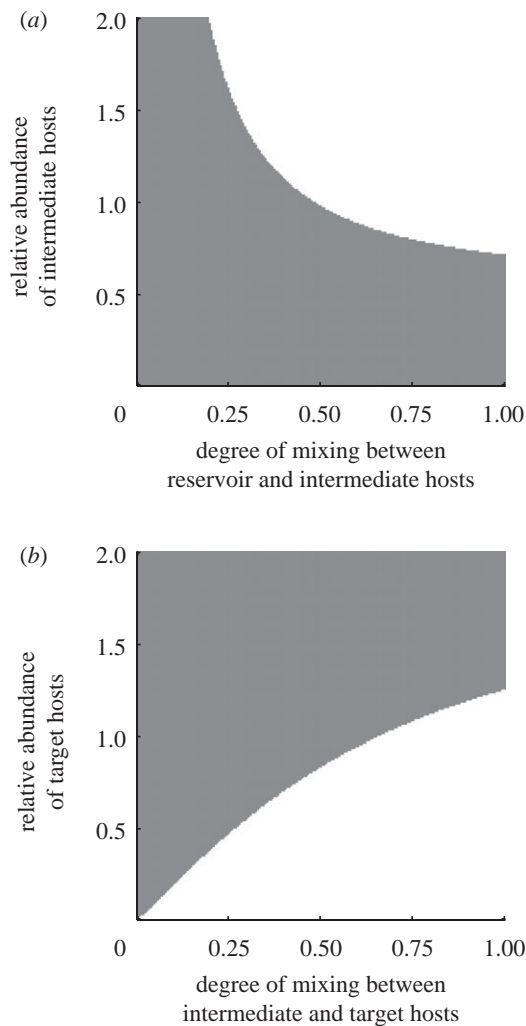 (a)
2.0
1.5
1.0
0.5
relative abundance
of intermediate hosts
0 0.25 0.50 0.75 1.00
degree of mixing between
reservoir and intermediate hosts
(b)
2.0
1.5
1.0
0.5
relative abundance
of target hosts
0 0.25 0.50 0.75 1.00
degree of mixing between
intermediate and target hosts